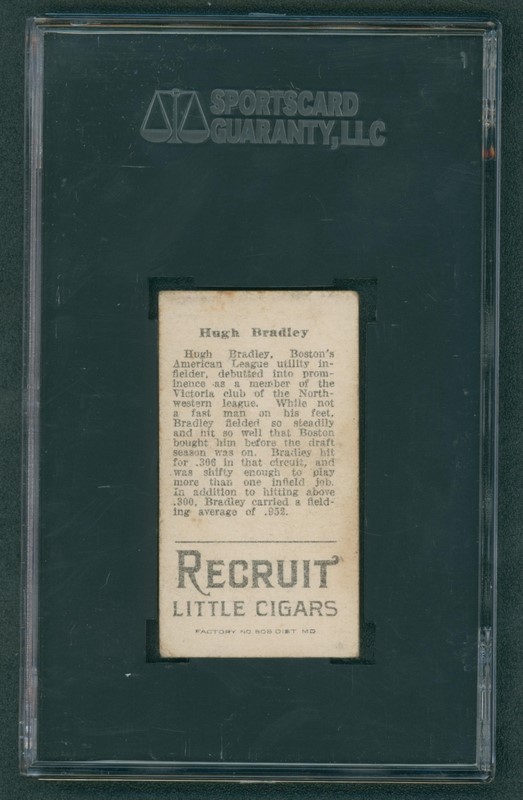 SPORTSCARD
GUARANTY, LLC
Hugh Bradley
Hugh Bradley, Boston's
American League utility in-
fielder, debutted into prom-
inence as a member of the
Victoria club of the North-
western league. While not
a fast man on his feet,
Bradley fielded so steadily
and hit so well that Boston
bought him before the draft
season was on. Bradley hit
for .306 in that circuit, and
was shifty enough to play
more than one infield job.
In addition to hitting above
.300, Bradley carried a field-
ing average of .952.
RECRUIT
LITTLE CIGARS
FACTORY NO 606 DIST. MD.